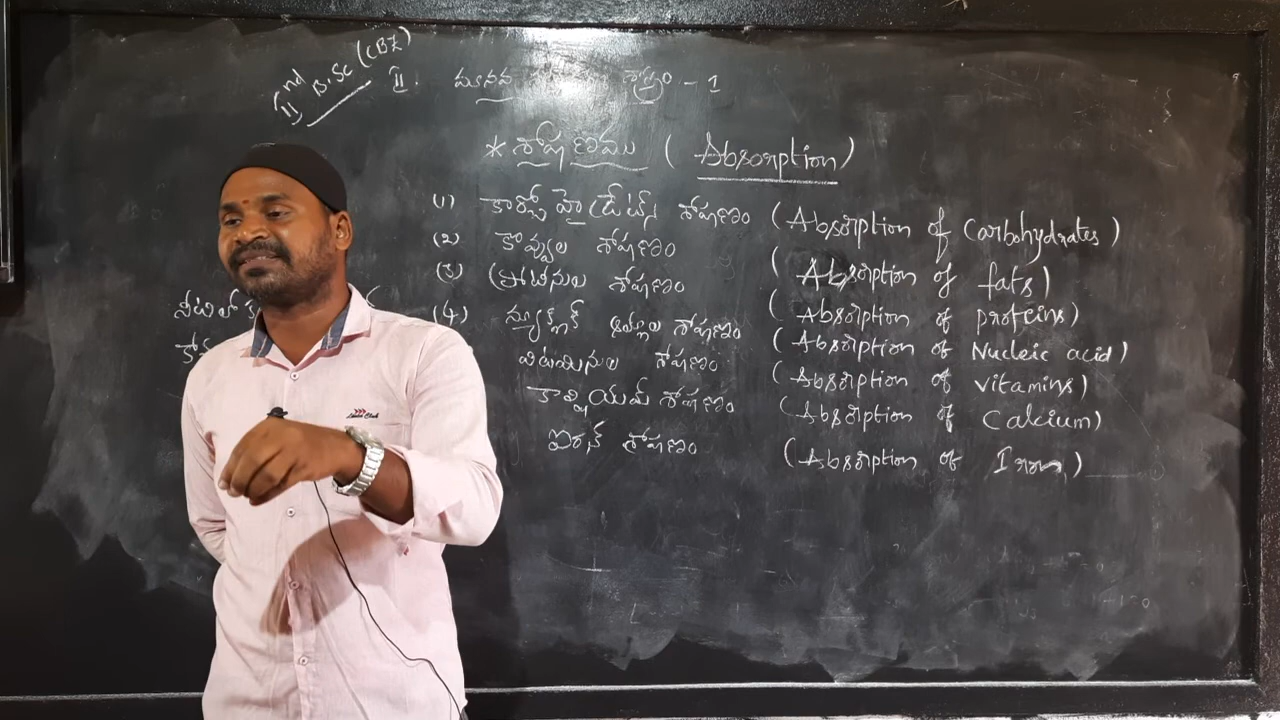 IInd B.Sc (CBZ)
II. మానవ శాస్త్రం - 1
* శోషణము (Absorption)
(1) కార్బోహైడ్రేట్స్ శోషణం (Absorption of Carbohydrates)
(2) కొవ్వుల శోషణం (Absorption of fats)
(3) ప్రోటీనుల శోషణం (Absorption of proteins)
(4) న్యూక్లిక్ ఆమ్లాల శోషణం (Absorption of Nucleic acid)
విటమినుల శోషణం (Absorption of vitamins)
కాల్షియమ్ శోషణం (Absorption of Calcium)
ఐరన్ శోషణం (Absorption of Iron)
నీటిలో క